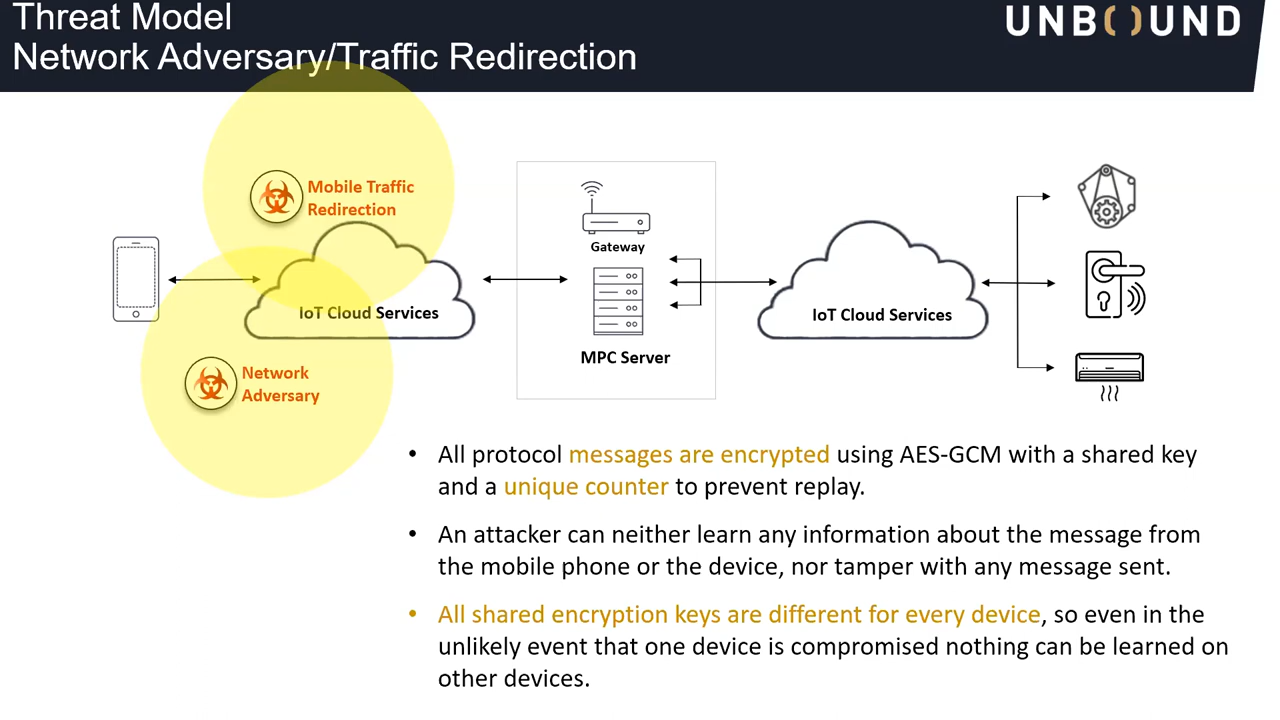 Threat Model
Network Adversary/Traffic Redirection
UNBOUND
Mobile Traffic
Redirection
Network
Adversary
IoT Cloud Services
Gateway
MPC Server
IoT Cloud Services
• All protocol messages are encrypted using AES-GCM with a shared key
and a unique counter to prevent replay.
• An attacker can neither learn any information about the message from
the mobile phone or the device, nor tamper with any message sent.
• All shared encryption keys are different for every device, so even in the
unlikely event that one device is compromised nothing can be learned on
other devices.